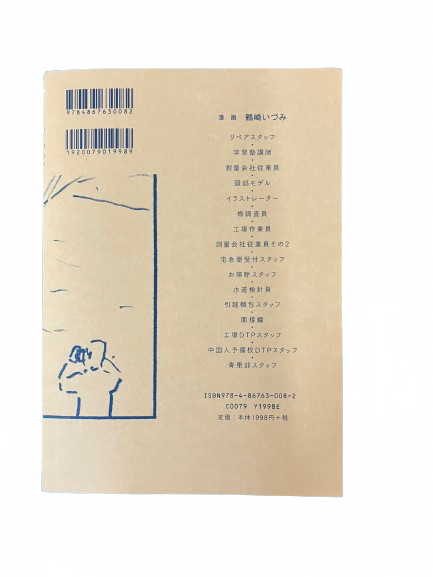 9784867630082
1920079019989
漫画 鶴崎いづみ
リペアスタッフ
学習塾講師
測量会社従業員
頭部モデル
イラストレーター
橋調査員
工場作業員
測量会社従業員その2
宅急便受付スタッフ
お掃除スタッフ
水道検針員
引越梱包スタッフ
面接編
工場DTPスタッフ
中国人予備校DTPスタッフ
青果部スタッフ
ISBN978-4-86763-008-2
C0079 ¥1998E
定価：本体1998円+税